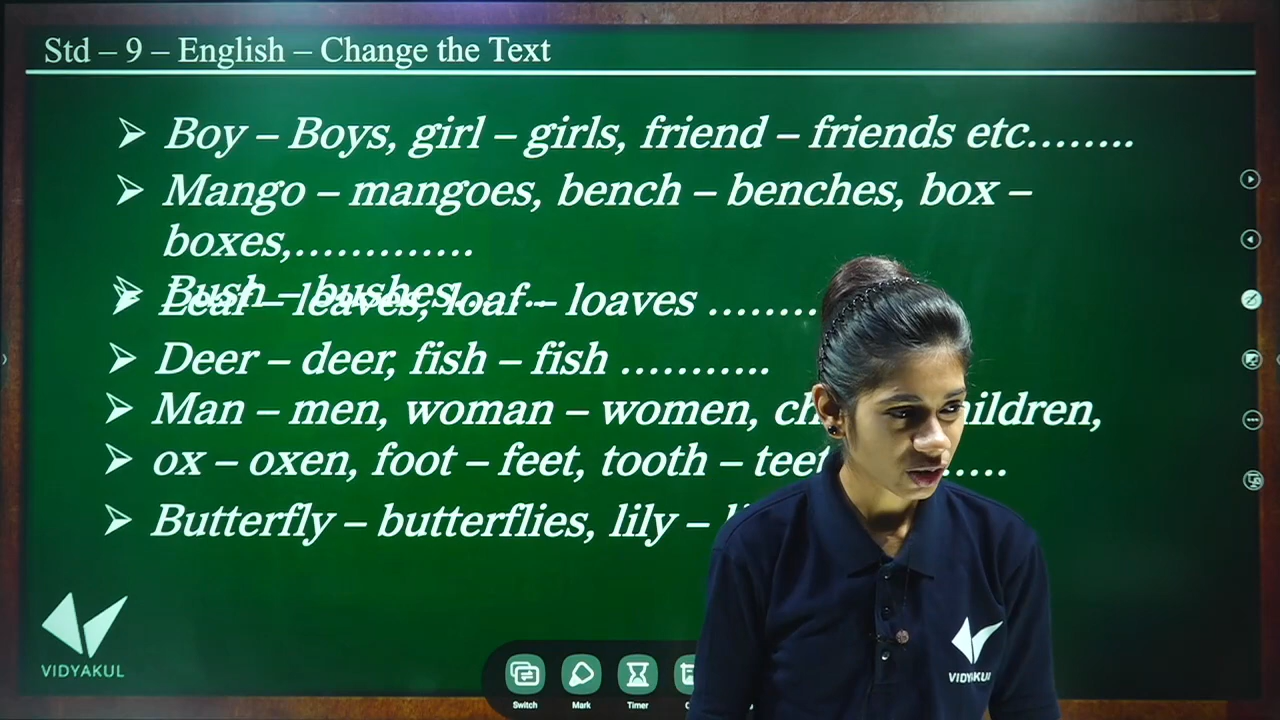 Std – 9 – English – Change the Text
➢ Boy – Boys, girl – girls, friend – friends etc........
➢ Mango – mangoes, bench – benches, box –
boxes,.............
➢ Bush – bushes,.........
➢ Leaf – leaves, loaf – loaves ........
➢ Deer – deer, fish – fish ...........
➢ Man – men, woman – women,
➢ ox – oxen, foot – feet, tooth –
➢ Butterfly – butterflies, lily –
VIDYAKUL
VIDYAKUL
Switch
Mark
Timer